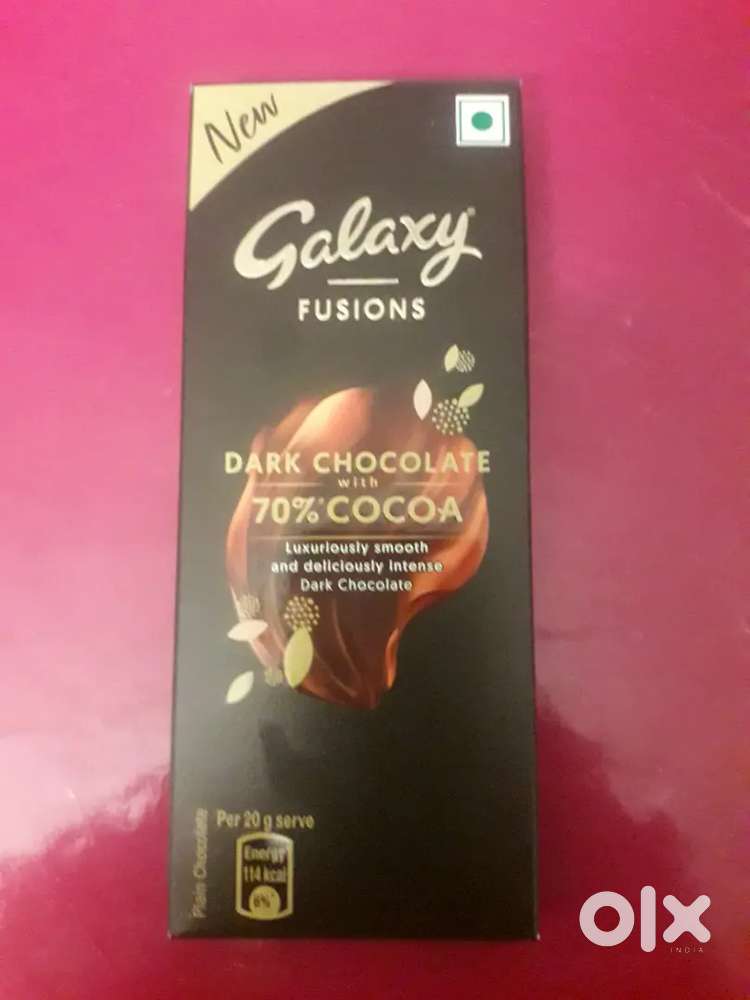 New
Galaxy
FUSIONS
DARK CHOCOLATE
with
70%* COCOA
Luxuriously smooth
and deliciously intense
Dark Chocolate
Plain Chocolate
Per 20 g serve
Energy
114 kcal
6%*
olx
INDIA